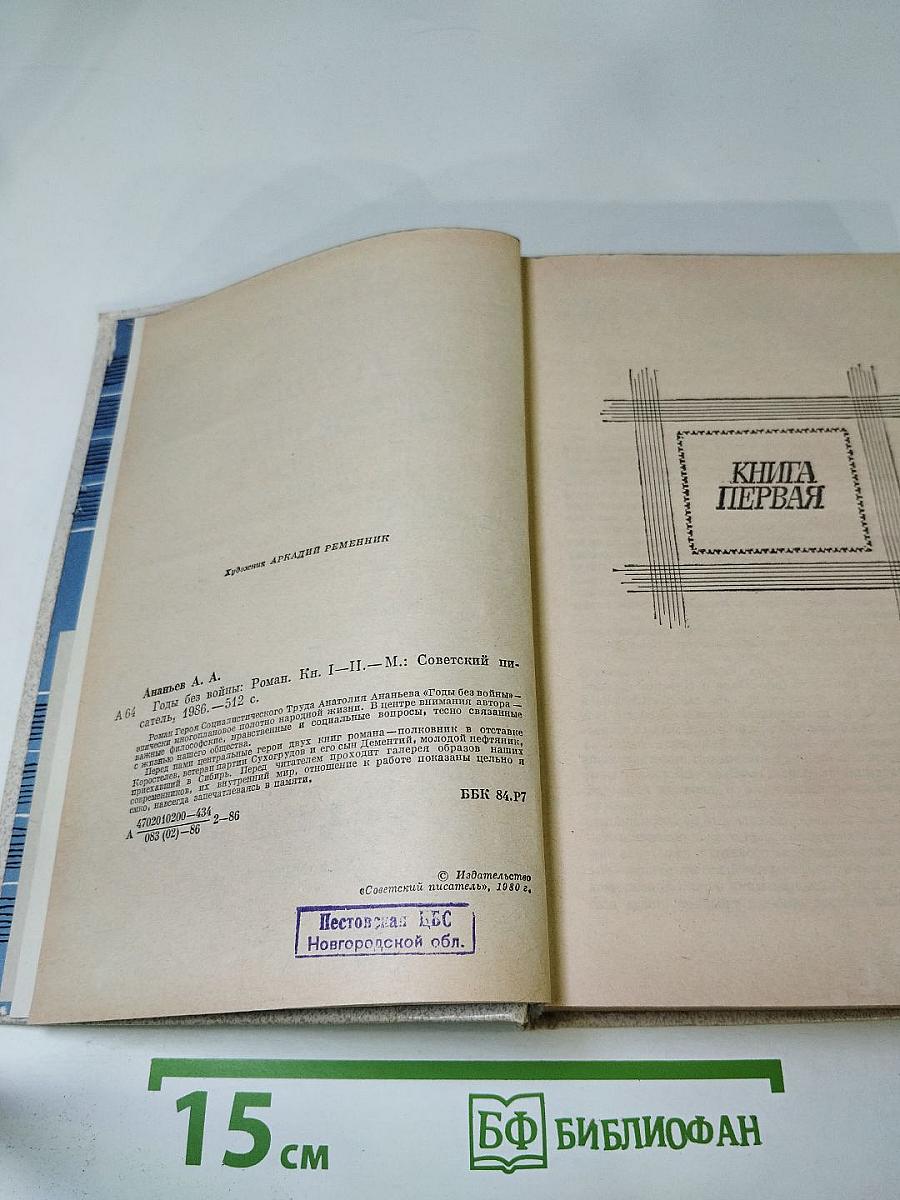 Художник АРКАДИЙ РЕМЕННИК
Ананьев А. А.
А 64 Годы без войны: Роман. Кн. I—II. — М.: Советский пи-
сатель, 1986. — 512 с.
Роман Героя Социалистического Труда Анатолия Ананьева «Годы без войны» —
эпически многоплановое полотно народной жизни. В центре внимания автора —
важные философские, нравственные и социальные вопросы, тесно связанные
с жизнью нашего общества.
Перед нами центральные герои двух книг романа — полковник в отставке
Коростелев, ветеран партии Сухогрудов и его сын Дементий, молодой нефтяник,
приехавший в Сибирь. Перед читателем проходит галерея образов наших
современников, их внутренний мир, отношение к работе показаны цельно и
емко, навсегда запечатлеваясь в памяти.
А 4702010200—434
083 (02)—86 2—86
ББК 84.Р7
© Издательство
«Советский писатель», 1980 г.
Пестовская ЦБС
Новгородской обл.
КНИГА
ПЕРВАЯ
15 см
БФ БИБЛИОФАН